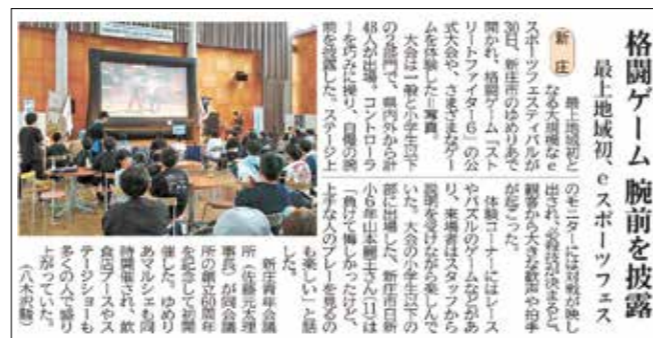 格闘ゲーム 腕前を披露
最上地域初、eスポーツフェス
新庄
最上地域初と
なる大規模なe
スポーツフェスティバルが
30日、新庄市のゆめりあで
開かれ、格闘ゲーム「スト
リートファイター6」の公
式大会や、さまざまなゲー
ムを体験した=写真。
大会は一般と小学生以下
の2部門で、県内外から計
48人が出場。コントローラ
ーを巧みに操り、自慢の腕
前を披露した。ステージ上
のモニターには対戦が映し
出され、必殺技が決まると、
観客から大きな歓声や拍手
が起こった。
体験コーナーにはレース
やパズルのゲームなどがあ
り、来場者はスタッフから
説明を受けながら楽しんで
いた。大会の小学生以下の
部に出場した、新庄市日新
小6年山本
さん(11)は
「負けて悔しかったけど、
上手な人のプレーを見るの
も楽しい」と話
した。
新庄青年会議
所(佐藤元太理
事長)が同会議
所の創立60周年
を記念して初開
催した。ゆめり
あマルシェも同
時開催され、飲
食店ブースやス
テージショーも
多くの人で盛り
上がっていた。
(八木沢駿)